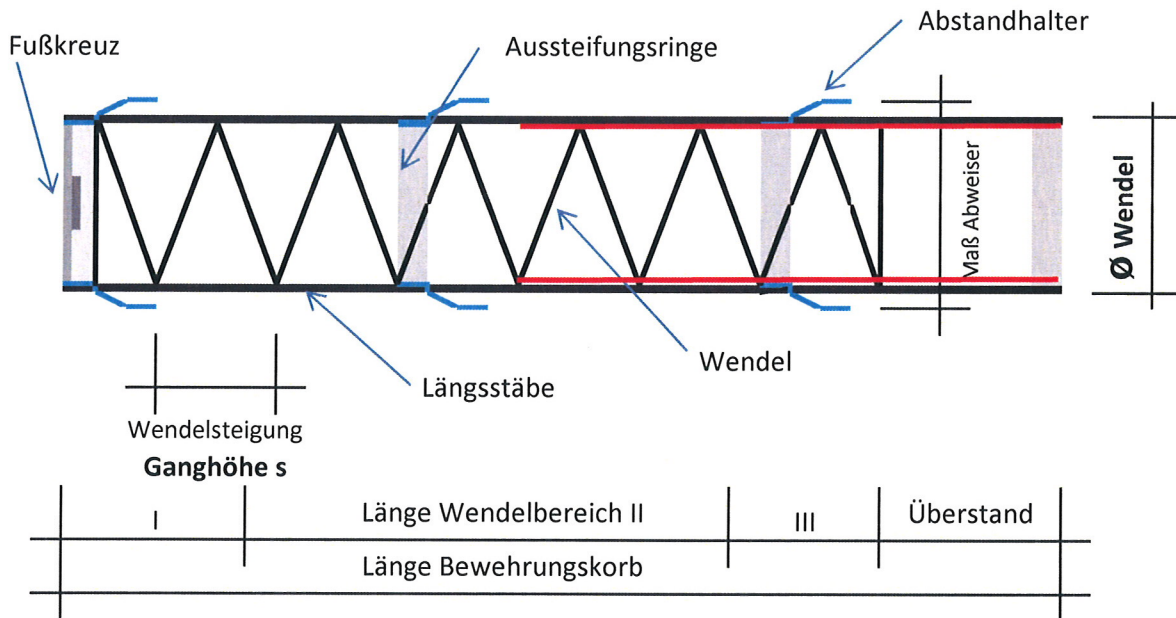 Fußkreuz
Aussteifungsringe
Abstandhalter
Maß Abweiser
Ø Wendel
Wendel
Längsstäbe
Wendelsteigung
Ganghöhe s
I
Länge Wendelbereich II
III
Überstand
Länge Bewehrungskorb